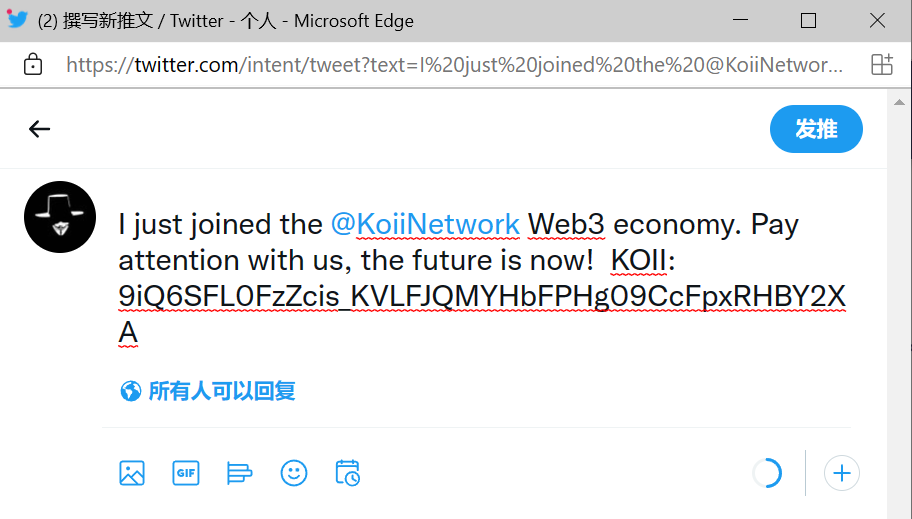 (2) 撰写新推文 / Twitter - 个人 - Microsoft Edge
https://twitter.com/intent/tweet?text=I%20just%20joined%20the%20@KoiiNetwor...
发推
I just joined the @KoiiNetwork Web3 economy. Pay
attention with us, the future is now!  KOII:
9iQ6SFL0FzZcis_KVLFJQMYHbFPHg09CcFpxRHBY2X
A
所有人可以回复
GIF